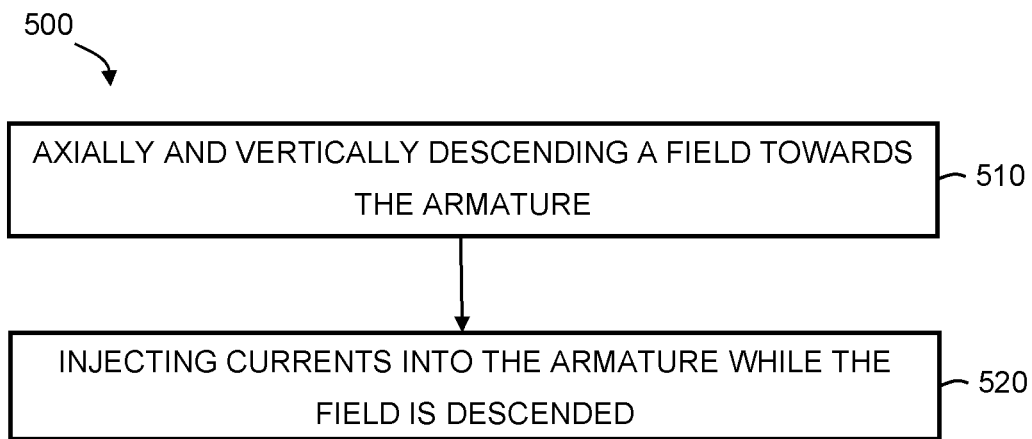 500
AXIALLY AND VERTICALLY DESCENDING A FIELD TOWARDS
THE ARMATURE
510
INJECTING CURRENTS INTO THE ARMATURE WHILE THE
FIELD IS DESCENDED
520